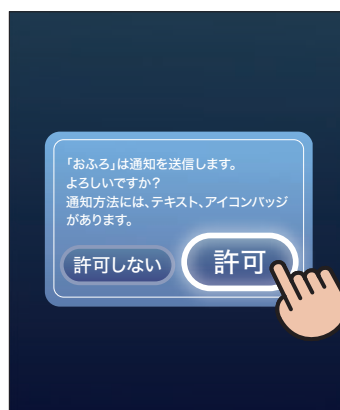 「おふろ」は通知を送信します。
よろしいですか?
通知方法には、テキスト、アイコンバッジ
があります。
許可しない
許可